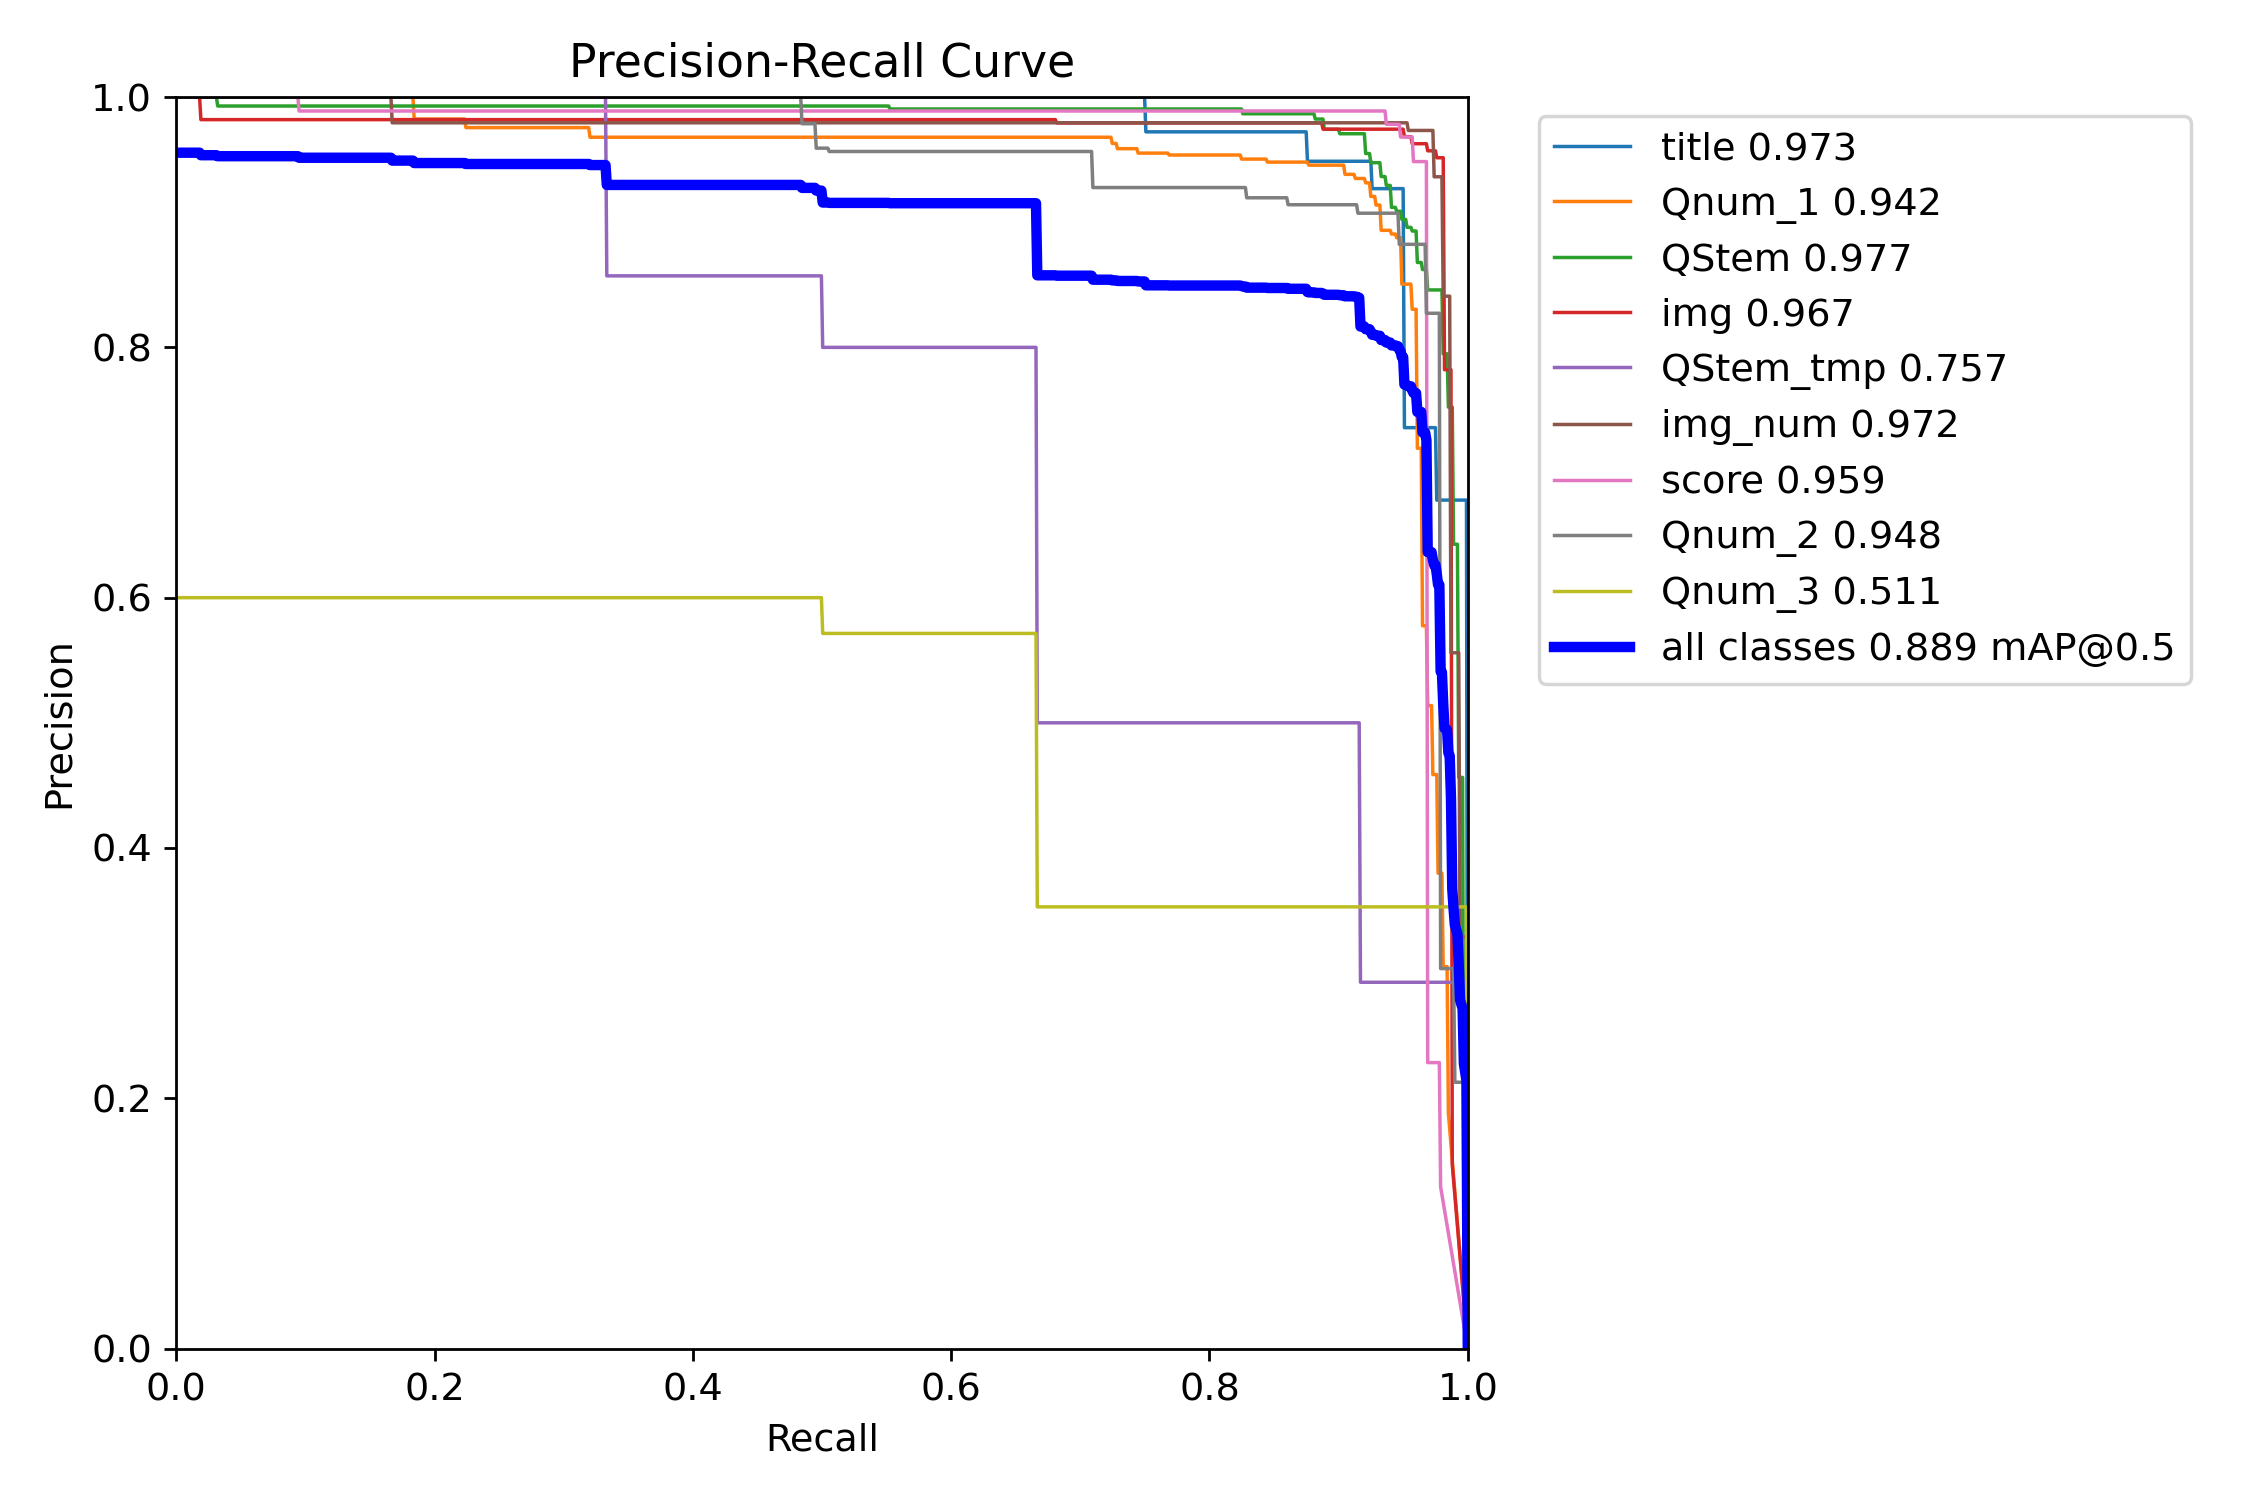 Precision-Recall Curve
1.0
0.8
0.6
0.4
0.2
0.0
Precision
0.0 0.2 0.4 0.6 0.8 1.0
Recall
title 0.973
Qnum_1 0.942
QStem 0.977
img 0.967
QStem_tmp 0.757
img_num 0.972
score 0.959
Qnum_2 0.948
Qnum_3 0.511
all classes 0.889 mAP@0.5